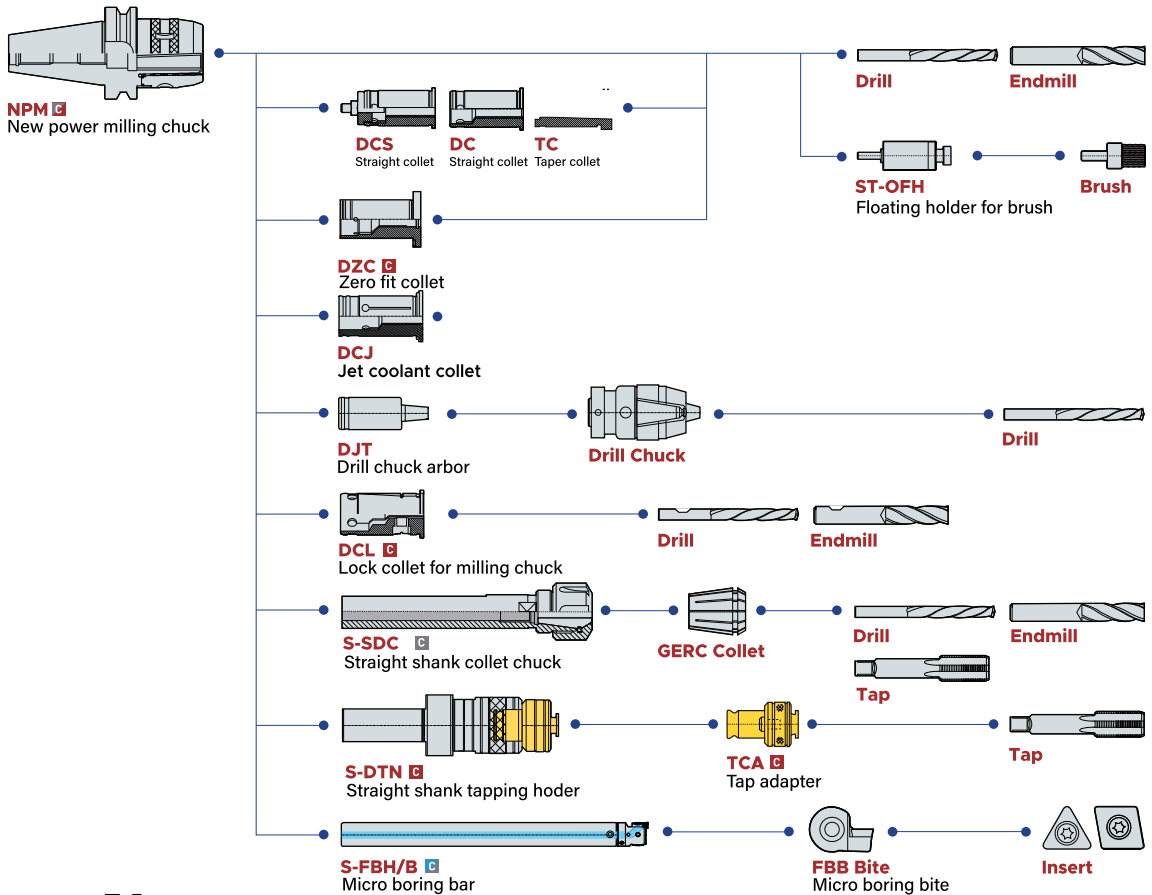 NPM C
New power milling chuck
Drill
Endmill
DCS
Straight collet
DC
Straight collet
TC
Taper collet
ST-OFH
Floating holder for brush
Brush
DZC C
Zero fit collet
DCJ
Jet coolant collet
DJT
Drill chuck arbor
Drill Chuck
Drill
DCL C
Lock collet for milling chuck
Drill
Endmill
S-SDC C
Straight shank collet chuck
GERC Collet
Drill
Endmill
Tap
S-DTN C
Straight shank tapping hoder
TCA C
Tap adapter
Tap
S-FBH/B C
Micro boring bar
FBB Bite
Micro boring bite
Insert